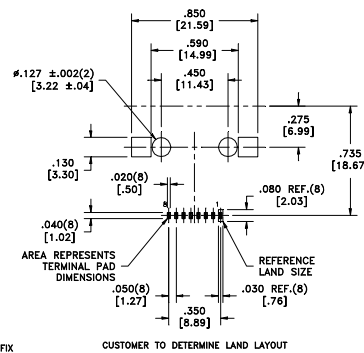 .850
[21.59]
.590
[14.99]
ø.127 ±.002(2)
[3.22 ±.04]
.450
[11.43]
.275
[6.99]
.735
[18.67
.130
[3.30]
.020(8)
[.50]
8
1
.080 REF.(8)
[2.03]
.040(8)
[1.02]
AREA REPRESENTS
TERMINAL PAD
DIMENSIONS
REFERENCE
LAND SIZE
.050(8)
[1.27]
.030 REF.(8)
[.76]
.350
[8.89]
FIX
CUSTOMER TO DETERMINE LAND LAYOUT